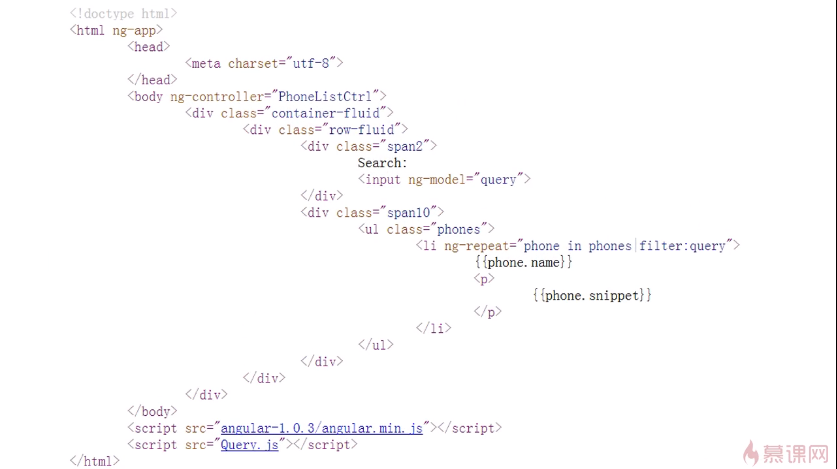 <!doctype html>
<html ng-app>
<head>
<meta charset="utf-8">
</head>
<body ng-controller="PhoneListCtrl">
<div class="container-fluid">
<div class="row-fluid">
<div class="span2">
Search:
<input ng-model="query">
</div>
<div class="span10">
<ul class="phones">
<li ng-repeat="phone in phones|filter:query">
{{phone.name}}
<p>
{{phone.snippet}}
</p>
</li>
</ul>
</div>
</div>
</div>
</body>
<script src="angular-1.0.3/angular.min.js"></script>
<script src="Query.js"></script>
</html>
慕课网